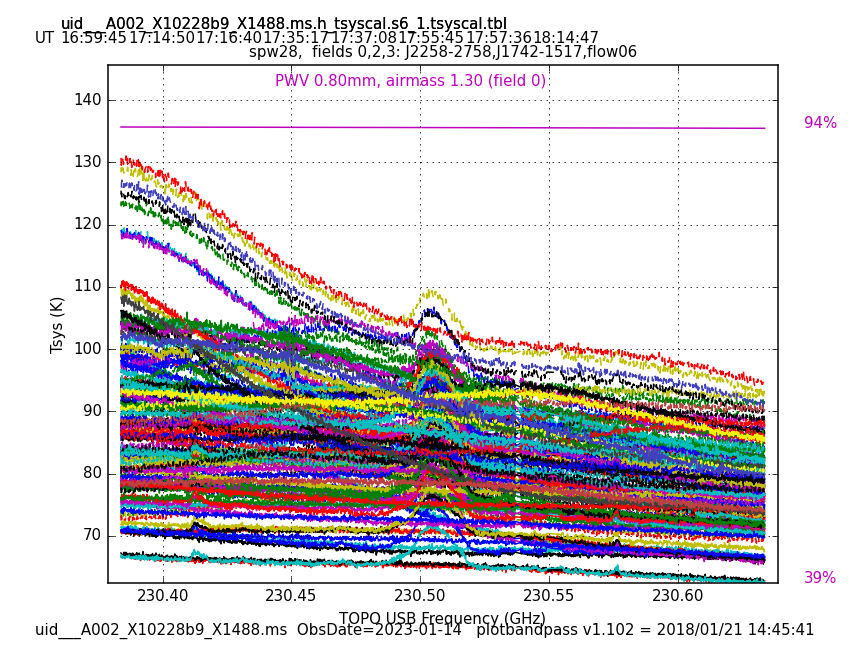 uid___A002_X10228b9_X1488.ms.h_tsyscal.s6_1.tsyscal.tbl
UT 16:59:45 17:14:50 17:16:40 17:35:17 17:37:08 17:55:45 17:57:36 18:14:47
spw28,  fields 0,2,3: J2258-2758,J1742-1517,flow06
PWV 0.80mm, airmass 1.30 (field 0)
94%
140
130
120
110
100
90
80
70
Tsys (K)
39%
230.40 230.45 230.50 230.55 230.60
TOPO USB Frequency (GHz)
uid___A002_X10228b9_X1488.ms  ObsDate=2023-01-14   plotbandpass v1.102 = 2018/01/21 14:45:41